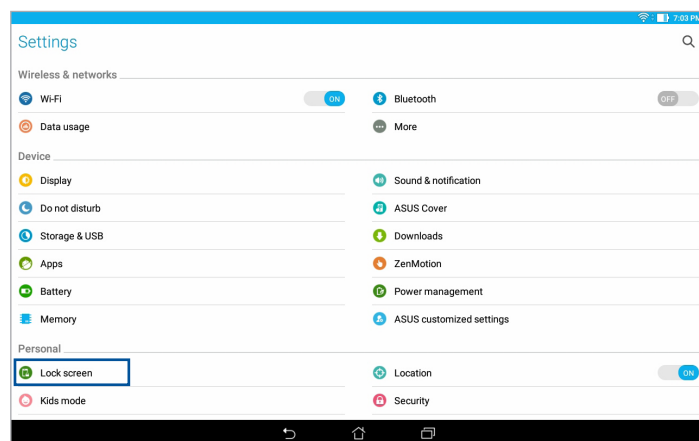 7:03 PM
Settings
Wireless & networks
Wi-Fi ON Bluetooth OFF
Data usage More
Device
Display Sound & notification
Do not disturb ASUS Cover
Storage & USB Downloads
Apps ZenMotion
Battery Power management
Memory ASUS customized settings
Personal
Lock screen Location ON
Kids mode Security